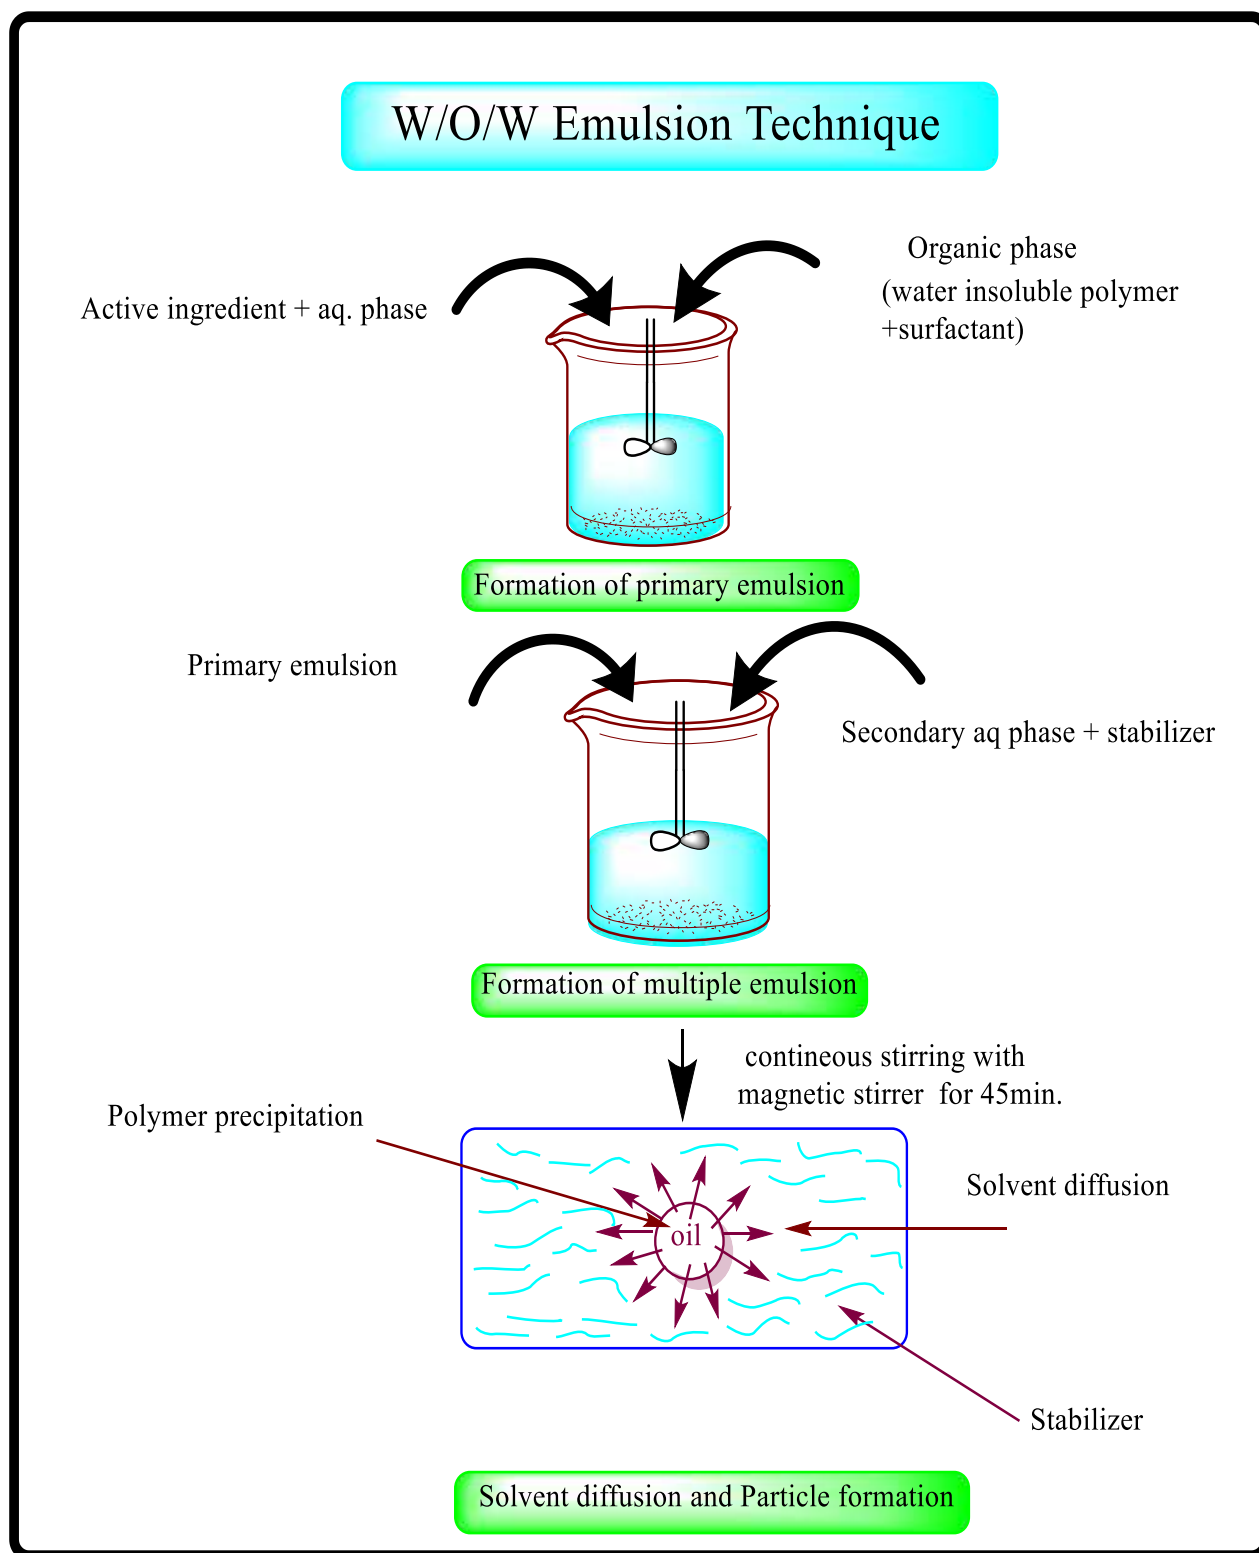 W/O/W Emulsion Technique
Organic phase
(water insoluble polymer
+surfactant)
Active ingredient + aq. phase
Formation of primary emulsion
Primary emulsion
Secondary aq phase + stabilizer
Formation of multiple emulsion
contineous stirring with
magnetic stirrer for 45min.
Polymer precipitation
Solvent diffusion
oil
Stabilizer
Solvent diffusion and Particle formation